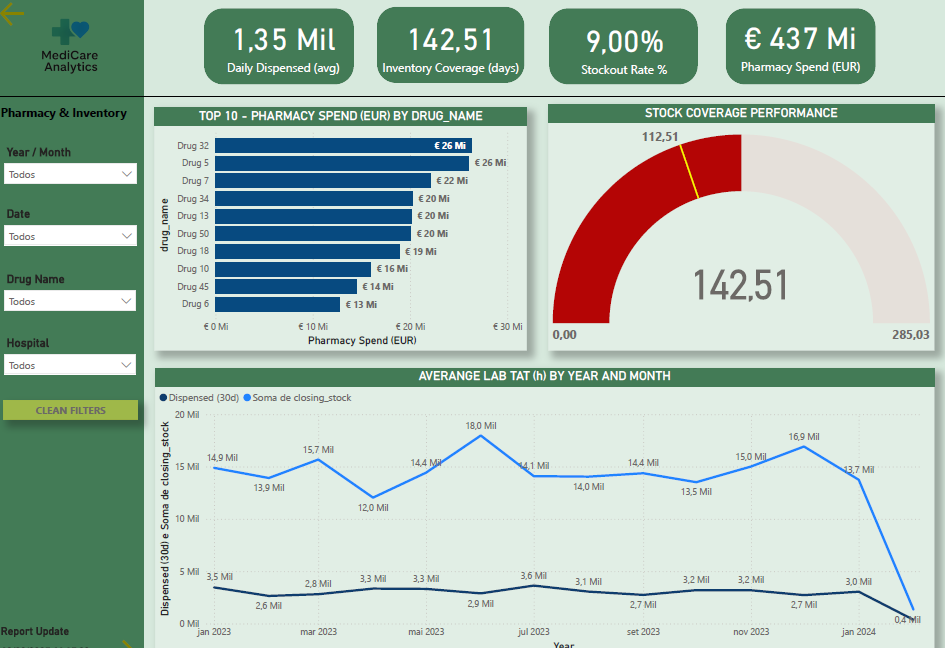 MediCare
Analytics
1,35 Mil
Daily Dispensed (avg)
142,51
Inventory Coverage (days)
9,00%
Stockout Rate %
€ 437 Mi
Pharmacy Spend (EUR)
Pharmacy & Inventory
Year / Month
Todos
Date
Todos
Drug Name
Todos
Hospital
Todos
CLEAN FILTERS
Report Update
TOP 10 - PHARMACY SPEND (EUR) BY DRUG_NAME
drug_name
Drug 32 € 26 Mi
Drug 5 € 26 Mi
Drug 7 € 22 Mi
Drug 34 € 20 Mi
Drug 13 € 20 Mi
Drug 50 € 20 Mi
Drug 18 € 19 Mi
Drug 10 € 16 Mi
Drug 45 € 14 Mi
Drug 6 € 13 Mi
€ 0 Mi € 10 Mi € 20 Mi € 30 Mi
Pharmacy Spend (EUR)
STOCK COVERAGE PERFORMANCE
112,51
142,51
0,00 285,03
AVERANGE LAB TAT (h) BY YEAR AND MONTH
Dispensed (30d) Soma de closing_stock
Dispensed (30d) e Soma de closing_stock
20 Mil
15 Mil
10 Mil
5 Mil
0 Mil
14,9 Mil 13,9 Mil 15,7 Mil 12,0 Mil 14,4 Mil 18,0 Mil 14,1 Mil 14,0 Mil 14,4 Mil 13,5 Mil 15,0 Mil 16,9 Mil 13,7 Mil
3,5 Mil 2,6 Mil 2,8 Mil 3,3 Mil 3,3 Mil 2,9 Mil 3,6 Mil 3,1 Mil 2,7 Mil 3,2 Mil 3,2 Mil 2,7 Mil 3,0 Mil 0,4 Mil
jan 2023 mar 2023 mai 2023 jul 2023 set 2023 nov 2023 jan 2024
Year